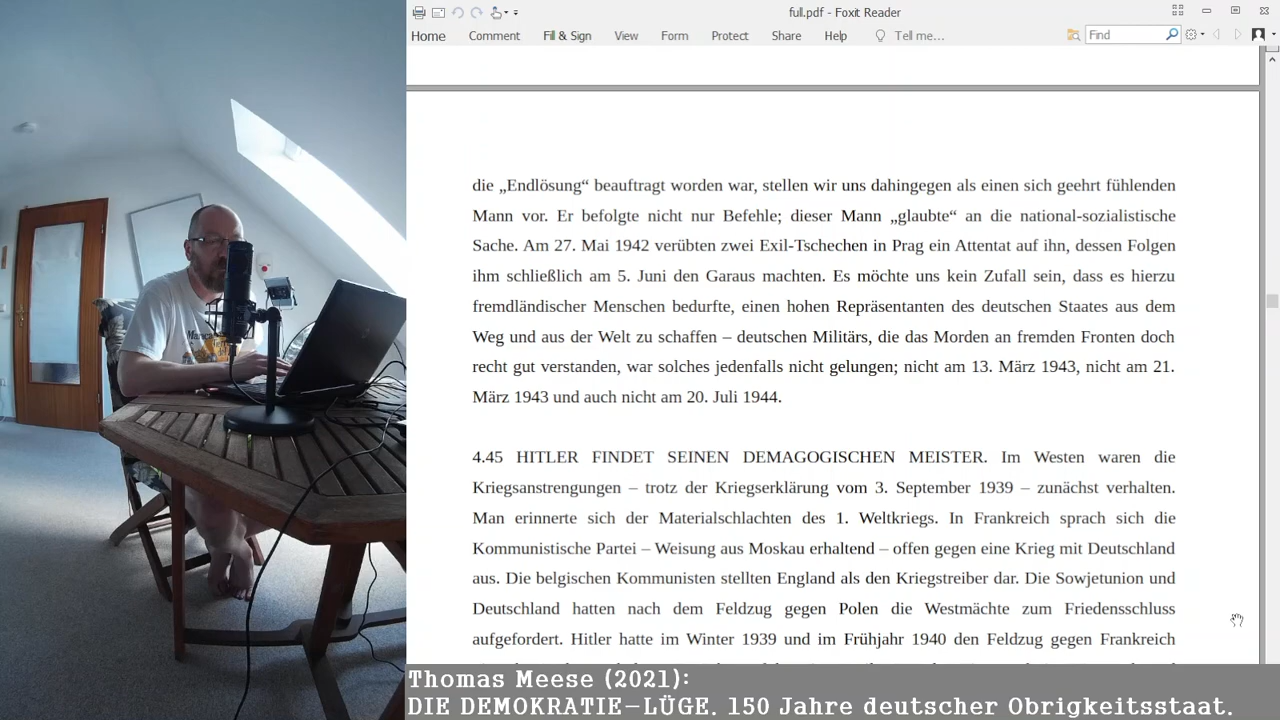 full.pdf - Foxit Reader
Home Comment Fill & Sign View Form Protect Share Help Tell me... Find
die „Endlösung“ beauftragt worden war, stellen wir uns dahingegen als einen sich geehrt fühlenden
Mann vor. Er befolgte nicht nur Befehle; dieser Mann „glaubte“ an die national-sozialistische
Sache. Am 27. Mai 1942 verübten zwei Exil-Tschechen in Prag ein Attentat auf ihn, dessen Folgen
ihm schließlich am 5. Juni den Garaus machten. Es möchte uns kein Zufall sein, dass es hierzu
fremdländischer Menschen bedurfte, einen hohen Repräsentanten des deutschen Staates aus dem
Weg und aus der Welt zu schaffen – deutschen Militärs, die das Morden an fremden Fronten doch
recht gut verstanden, war solches jedenfalls nicht gelungen; nicht am 13. März 1943, nicht am 21.
März 1943 und auch nicht am 20. Juli 1944.
4.45 HITLER FINDET SEINEN DEMAGOGISCHEN MEISTER. Im Westen waren die
Kriegsanstrengungen – trotz der Kriegserklärung vom 3. September 1939 – zunächst verhalten.
Man erinnerte sich der Materialschlachten des 1. Weltkriegs. In Frankreich sprach sich die
Kommunistische Partei – Weisung aus Moskau erhaltend – offen gegen eine Krieg mit Deutschland
aus. Die belgischen Kommunisten stellten England als den Kriegstreiber dar. Die Sowjetunion und
Deutschland hatten nach dem Feldzug gegen Polen die Westmächte zum Friedensschluss
aufgefordert. Hitler hatte im Winter 1939 und im Frühjahr 1940 den Feldzug gegen Frankreich
Thomas Meese (2021):
DIE DEMOKRATIE-LÜGE. 150 Jahre deutscher Obrigkeitsstaat.